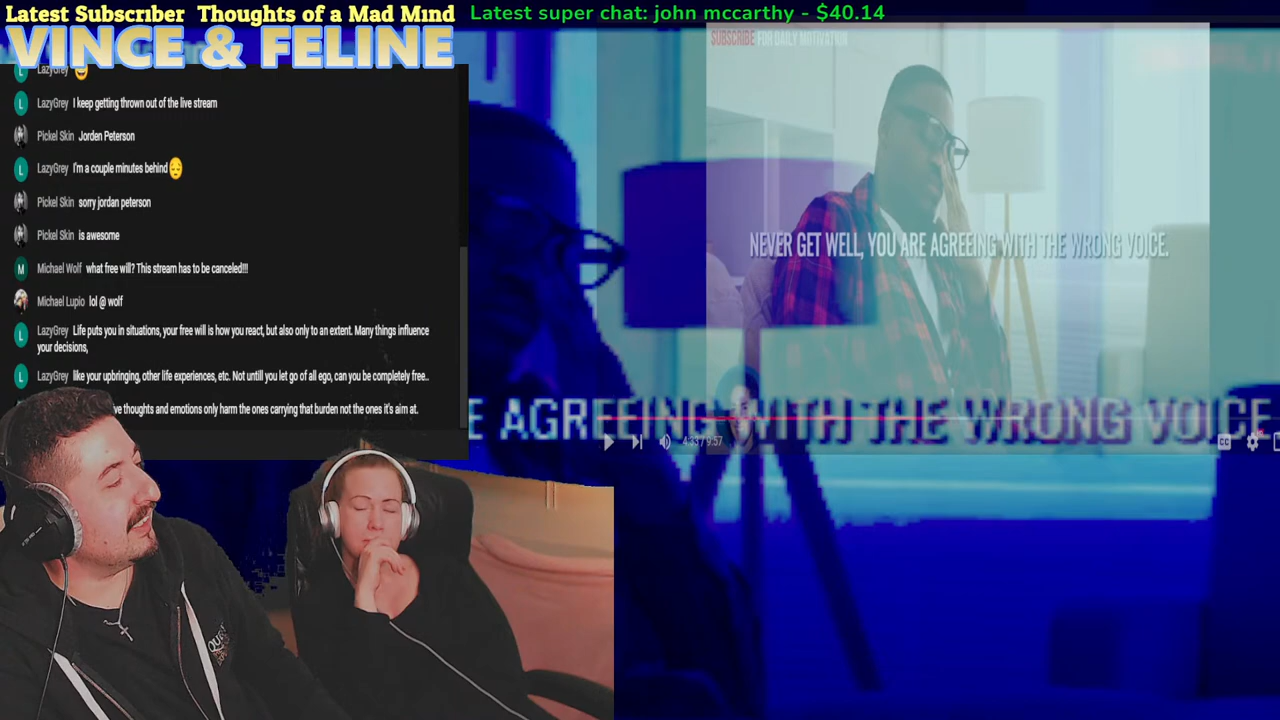 Latest Subscriber Thoughts of a Mad Mind
Latest super chat: john mccarthy - $40.14
VINCE & FELINE
LazyGrey
LazyGrey I keep getting thrown out of the live stream
Pickel Skin Jorden Peterson
LazyGrey I'm a couple minutes behind
Pickel Skin sorry jordan peterson
Pickel Skin is awesome
Michael Wolf what free will? This stream has to be canceled!!!
Michael Lupio lol @ wolf
LazyGrey Life puts you in situations, your free will is how you react, but also only to an extent. Many things influence
your decisions,
LazyGrey like your upbringing, other life experiences, etc. Not untill you let go of all ego, can you be completely free..
thoughts and emotions only harm the ones carrying that burden not the ones it's aim at.
SUBSCRIBE FOR DAILY MOTIVATION
NEVER GET WELL, YOU ARE AGREEING WITH THE WRONG VOICE.
AGREEING WITH THE WRONG VOICE
4:33 / 9:57
CC